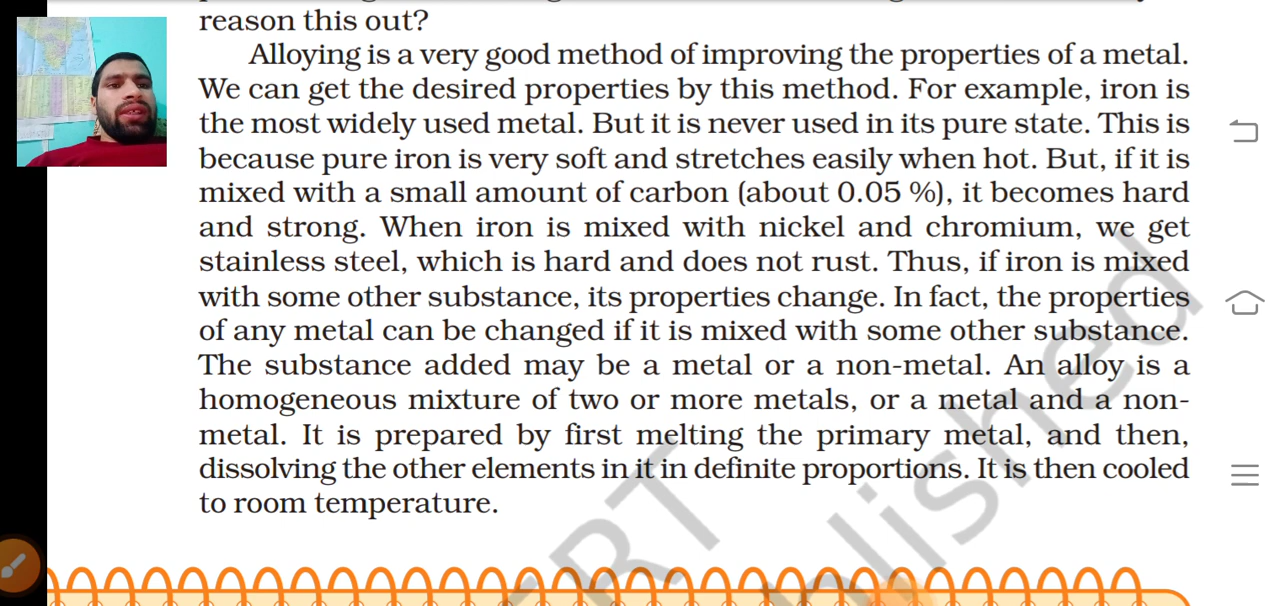 reason this out?
Alloying is a very good method of improving the properties of a metal.
We can get the desired properties by this method. For example, iron is
the most widely used metal. But it is never used in its pure state. This is
because pure iron is very soft and stretches easily when hot. But, if it is
mixed with a small amount of carbon (about 0.05 %), it becomes hard
and strong. When iron is mixed with nickel and chromium, we get
stainless steel, which is hard and does not rust. Thus, if iron is mixed
with some other substance, its properties change. In fact, the properties
of any metal can be changed if it is mixed with some other substance.
The substance added may be a metal or a non-metal. An alloy is a
homogeneous mixture of two or more metals, or a metal and a non-
metal. It is prepared by first melting the primary metal, and then,
dissolving the other elements in it in definite proportions. It is then cooled
to room temperature.